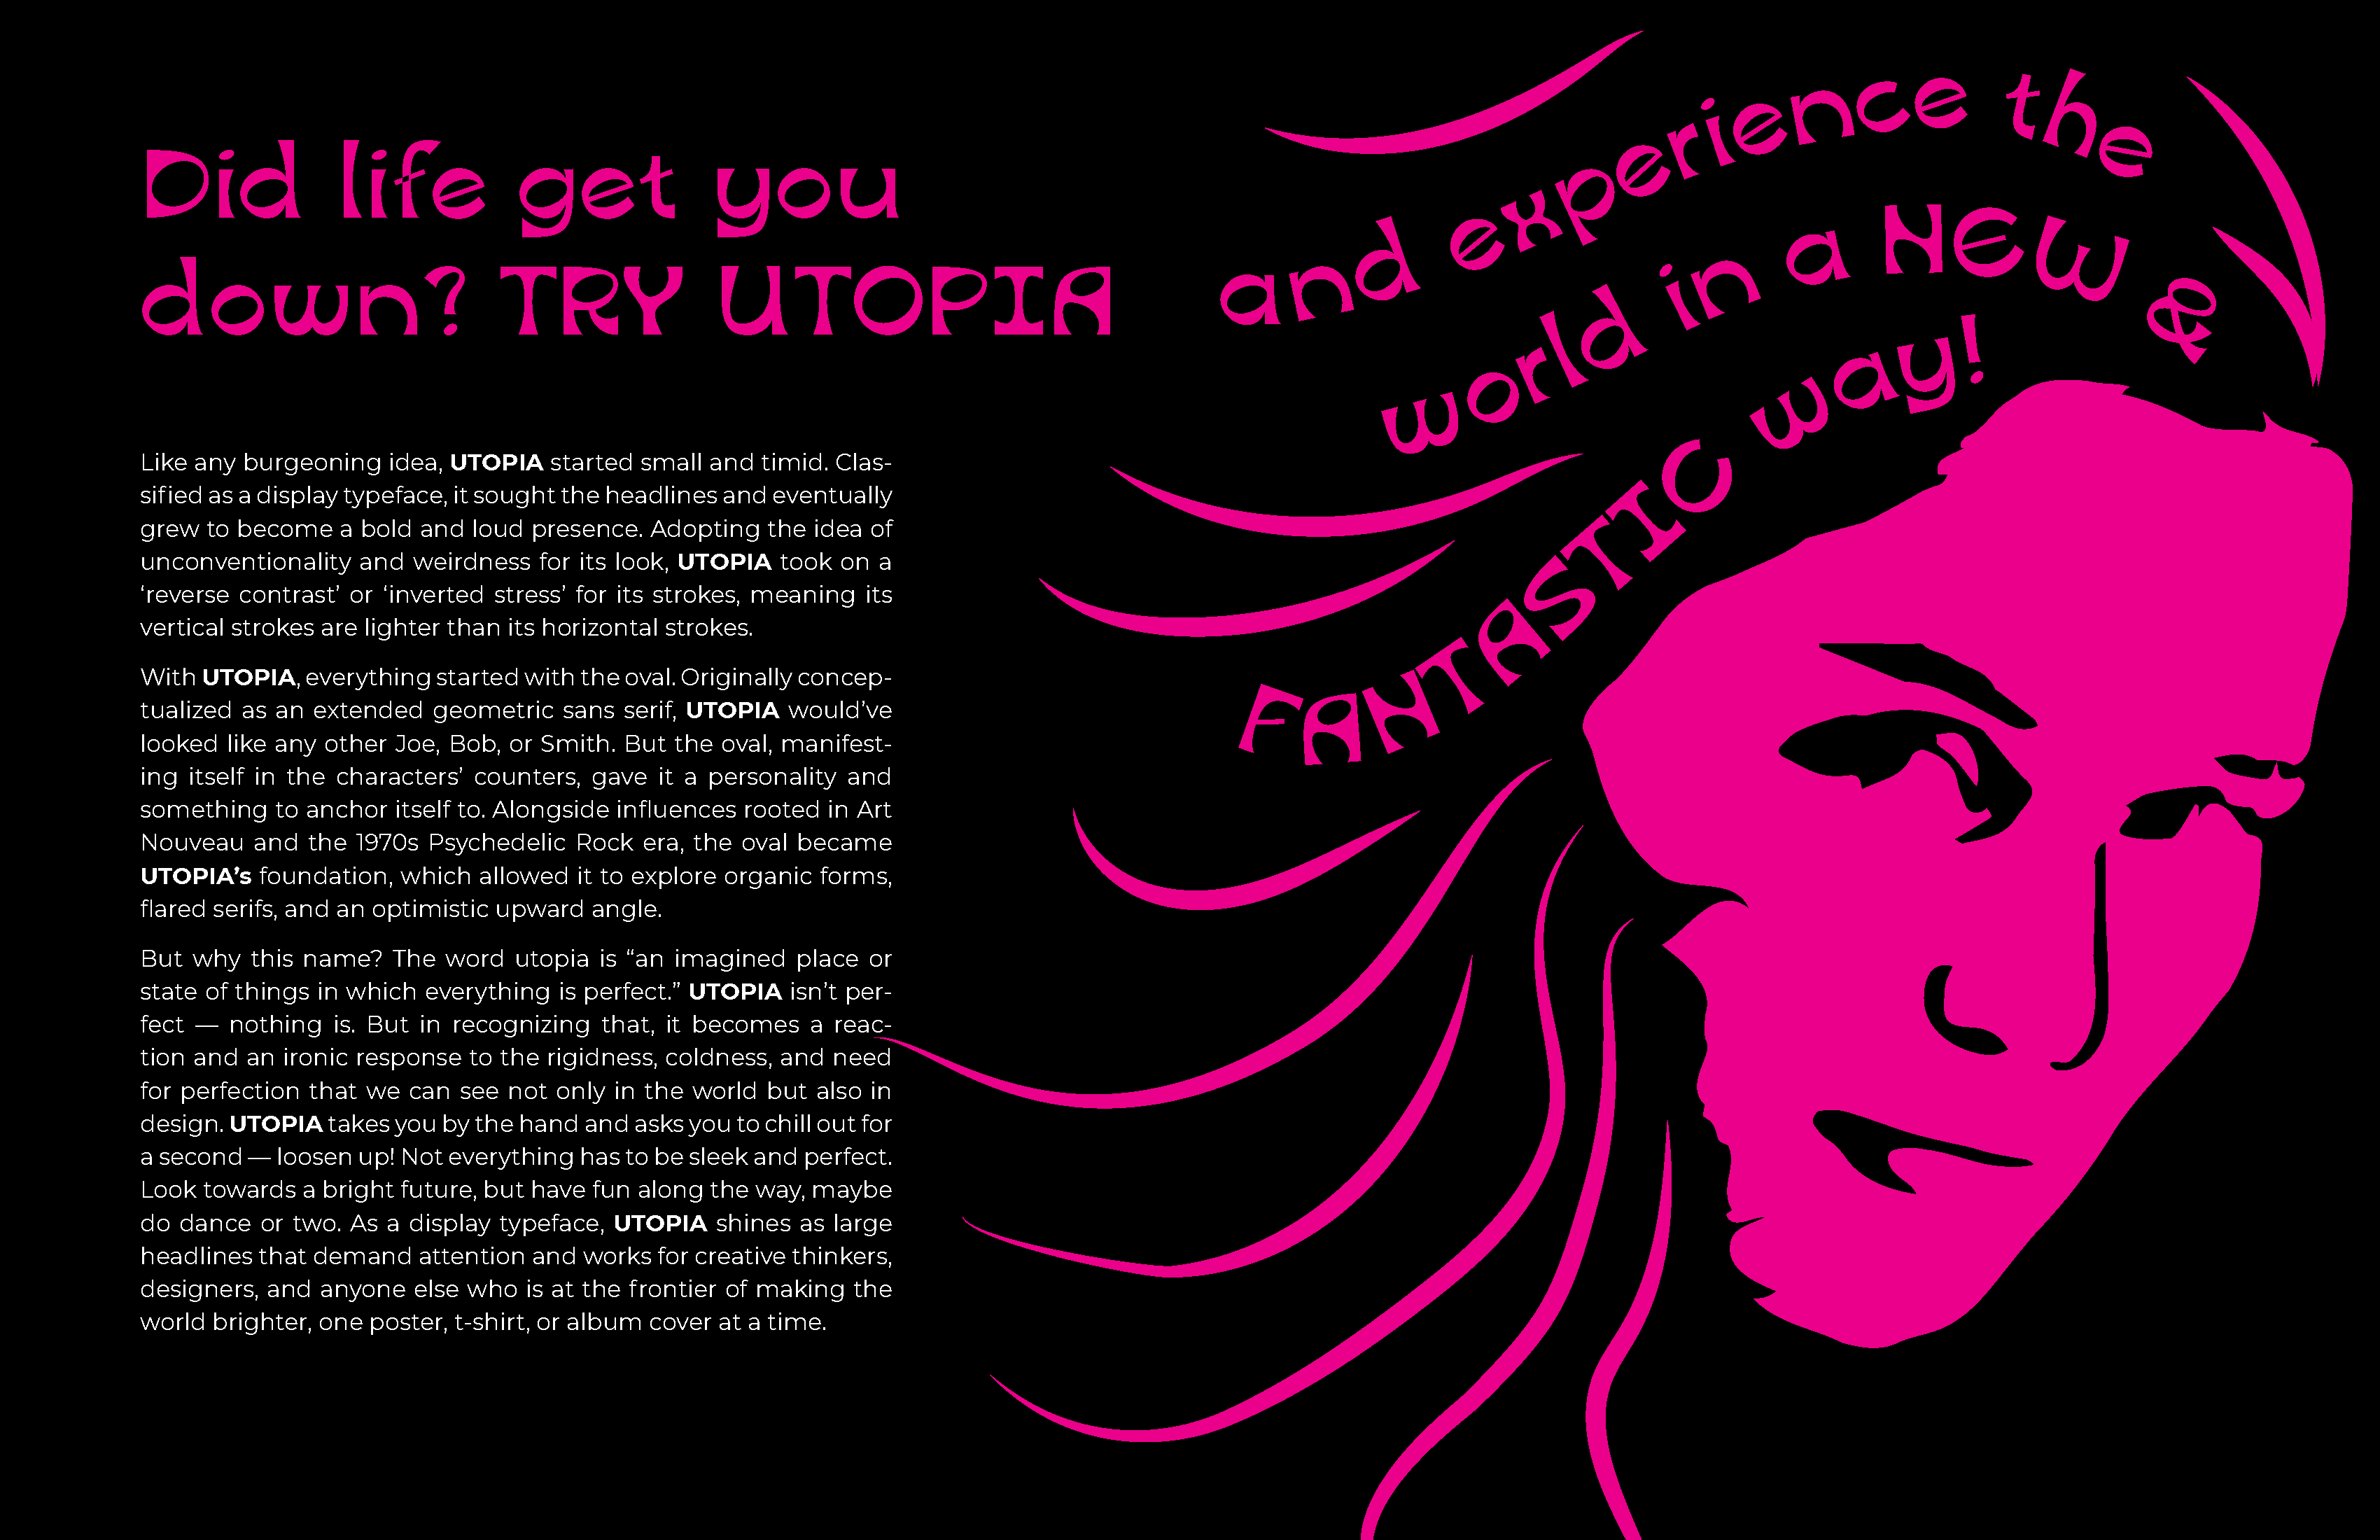 Did life get you
down? TRY UTOPIA
and experience the
world in a NEW &
FANTASTIC way!
Like any burgeoning idea, UTOPIA started small and timid. Clas-
sified as a display typeface, it sought the headlines and eventually
grew to become a bold and loud presence. Adopting the idea of
unconventionality and weirdness for its look, UTOPIA took on a
‘reverse contrast’ or ‘inverted stress’ for its strokes, meaning its
vertical strokes are lighter than its horizontal strokes.
With UTOPIA, everything started with the oval. Originally concep-
tualized as an extended geometric sans serif, UTOPIA would’ve
looked like any other Joe, Bob, or Smith. But the oval, manifest-
ing itself in the characters’ counters, gave it a personality and
something to anchor itself to. Alongside influences rooted in Art
Nouveau and the 1970s Psychedelic Rock era, the oval became
UTOPIA’s foundation, which allowed it to explore organic forms,
flared serifs, and an optimistic upward angle.
But why this name? The word utopia is “an imagined place or
state of things in which everything is perfect.” UTOPIA isn’t per-
fect — nothing is. But in recognizing that, it becomes a reac-
tion and an ironic response to the rigidness, coldness, and need
for perfection that we can see not only in the world but also in
design. UTOPIA takes you by the hand and asks you to chill out for
a second — loosen up! Not everything has to be sleek and perfect.
Look towards a bright future, but have fun along the way, maybe
do dance or two. As a display typeface, UTOPIA shines as large
headlines that demand attention and works for creative thinkers,
designers, and anyone else who is at the frontier of making the
world brighter, one poster, t-shirt, or album cover at a time.